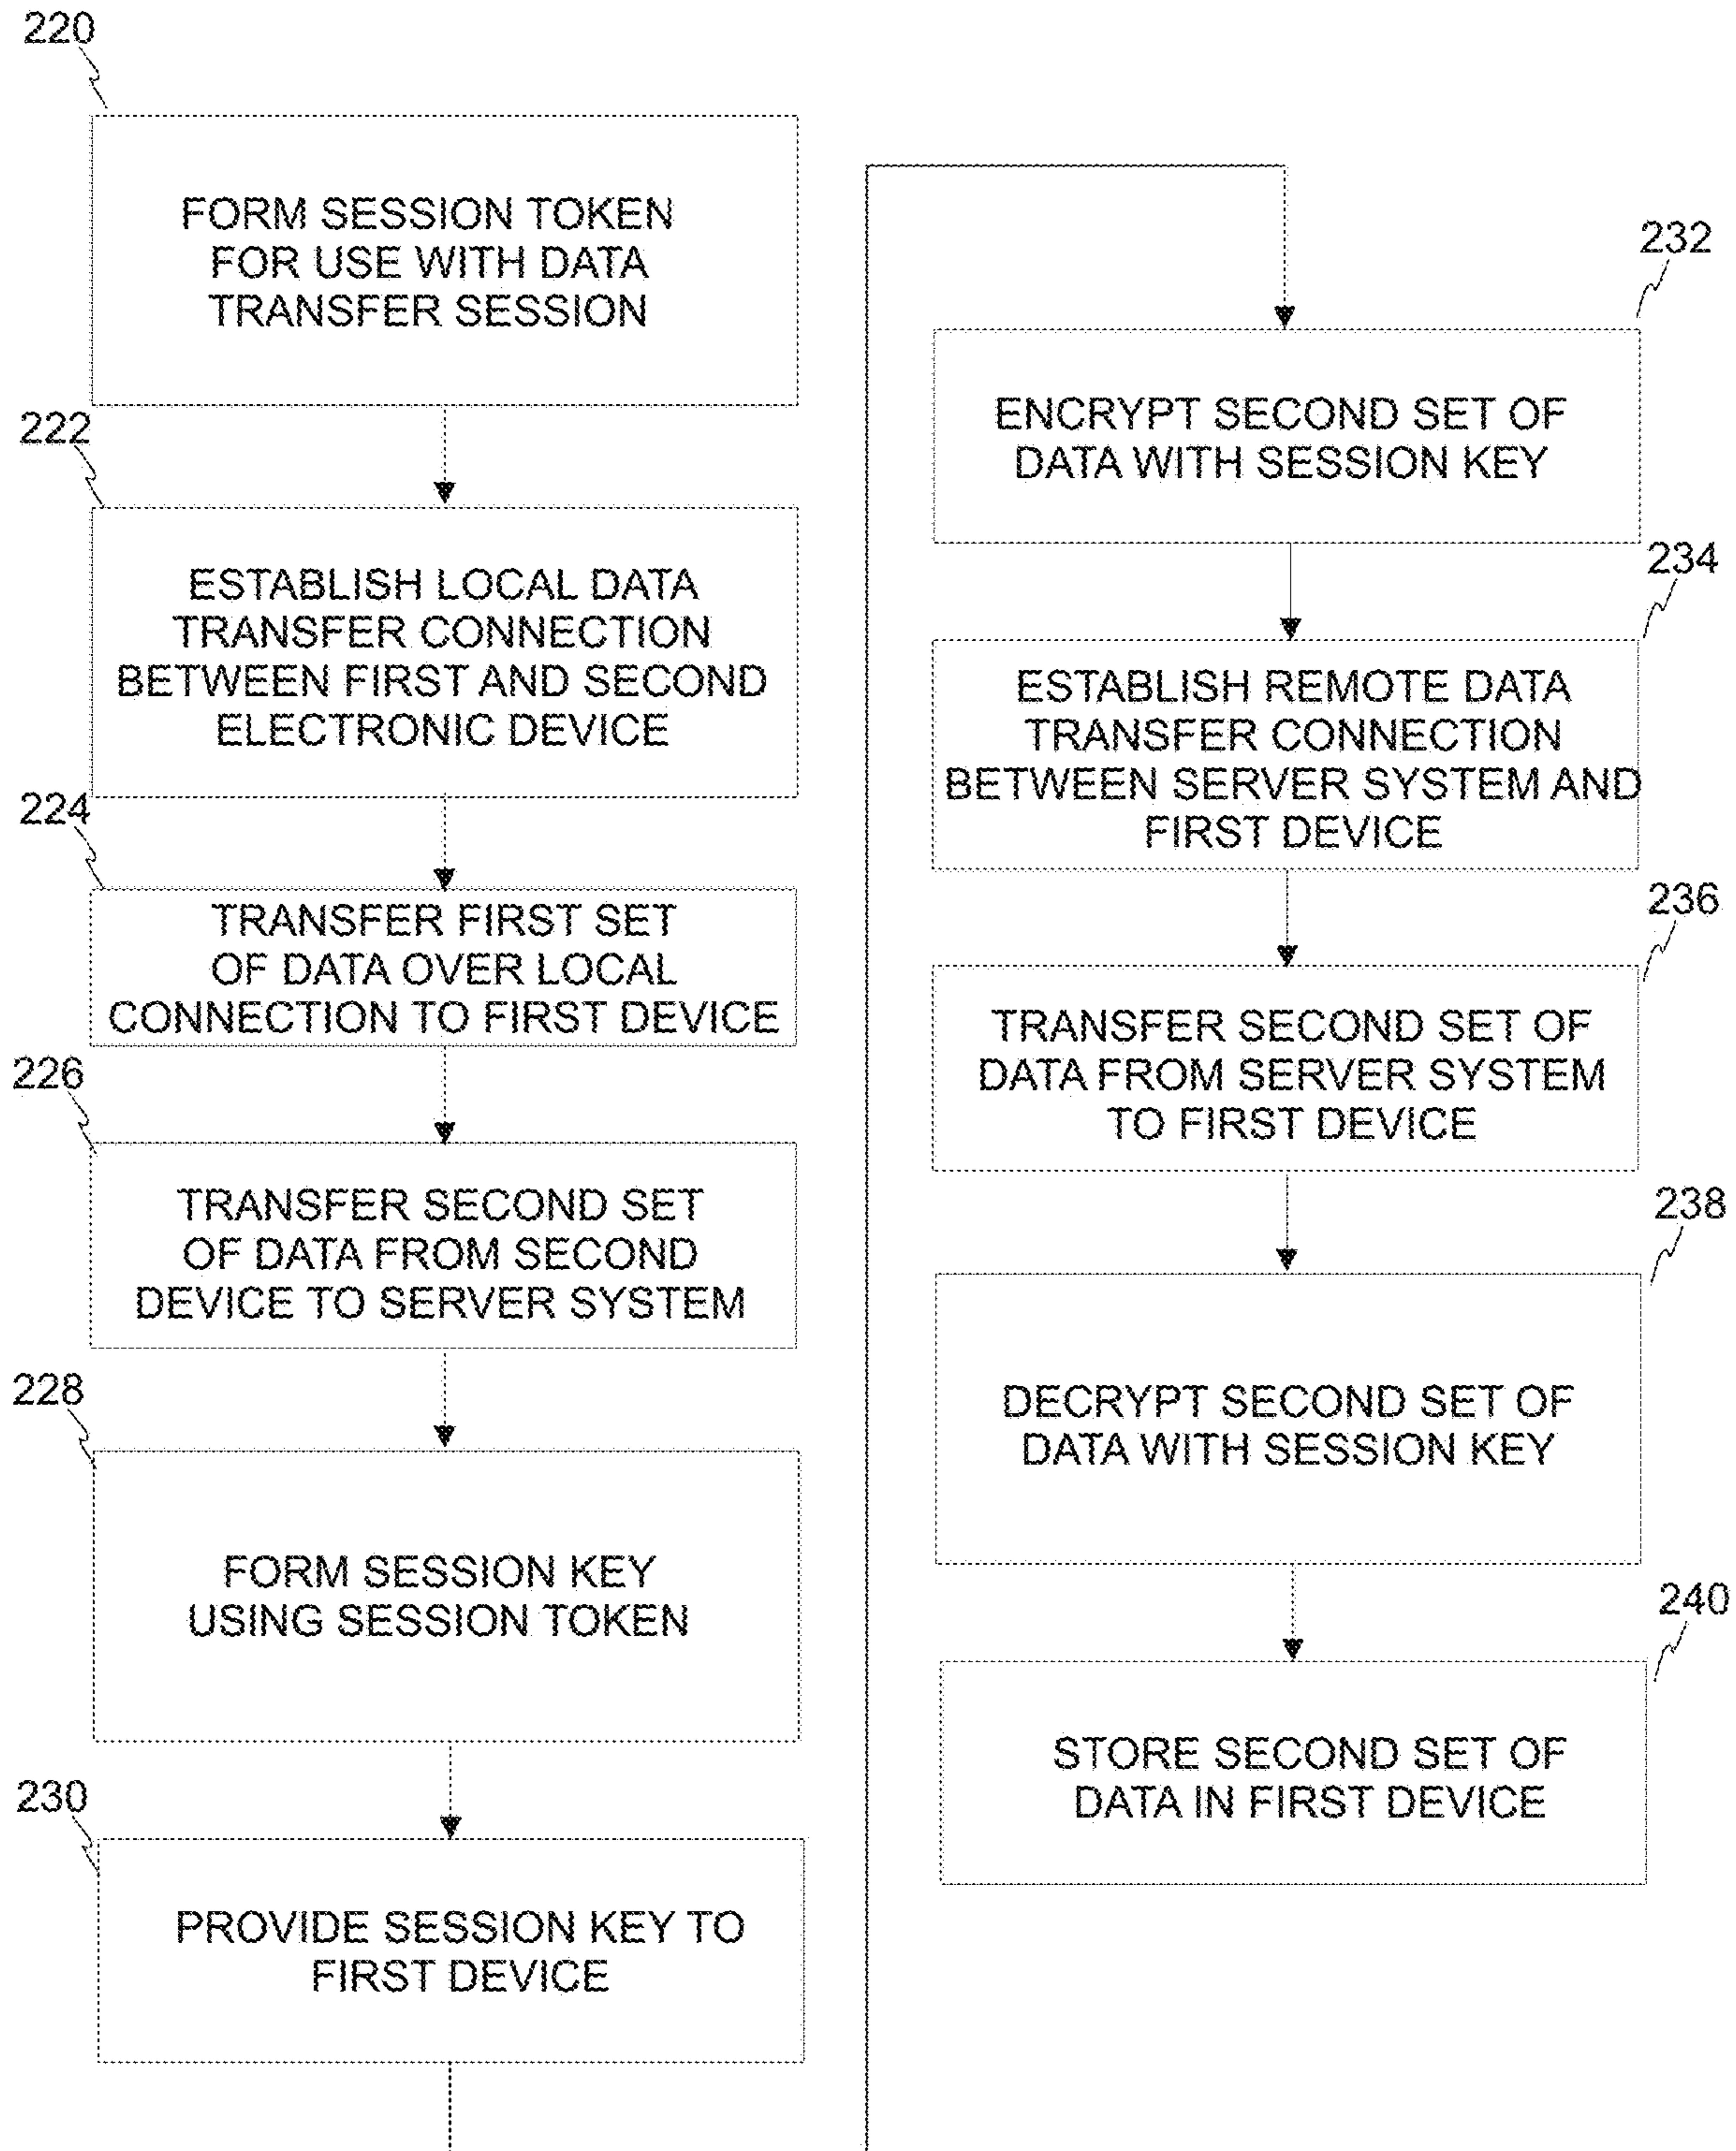 220
FORM SESSION TOKEN
FOR USE WITH DATA
TRANSFER SESSION
222
ESTABLISH LOCAL DATA
TRANSFER CONNECTION
BETWEEN FIRST AND SECOND
ELECTRONIC DEVICE
224
TRANSFER FIRST SET
OF DATA OVER LOCAL
CONNECTION TO FIRST DEVICE
226
TRANSFER SECOND SET
OF DATA FROM SECOND
DEVICE TO SERVER SYSTEM
228
FORM SESSION KEY
USING SESSION TOKEN
230
PROVIDE SESSION KEY TO
FIRST DEVICE
232
ENCRYPT SECOND SET OF
DATA WITH SESSION KEY
234
ESTABLISH REMOTE DATA
TRANSFER CONNECTION
BETWEEN SERVER SYSTEM AND
FIRST DEVICE
236
TRANSFER SECOND SET OF
DATA FROM SERVER SYSTEM
TO FIRST DEVICE
238
DECRYPT SECOND SET OF
DATA WITH SESSION KEY
240
STORE SECOND SET OF
DATA IN FIRST DEVICE